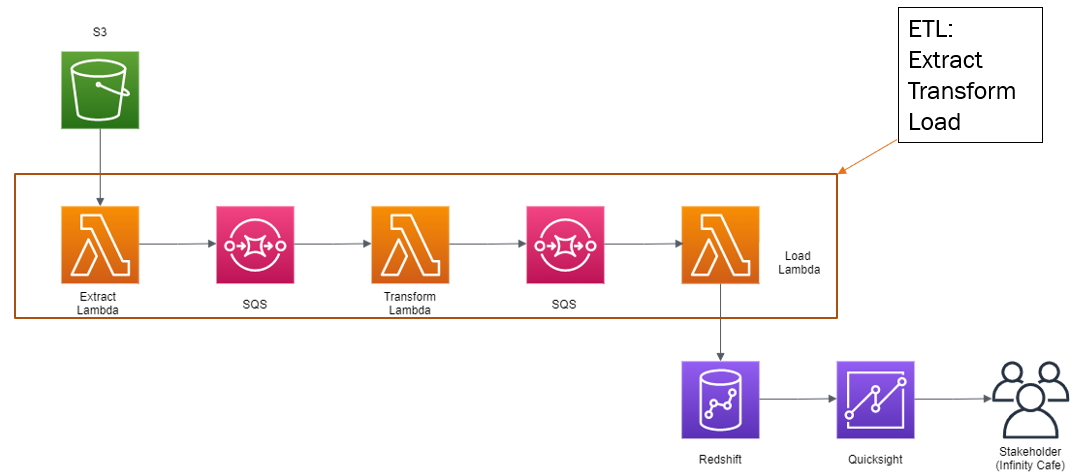 S3
ETL:
Extract
Transform
Load
Extract
Lambda
SQS
Transform
Lambda
SQS
Load
Lambda
Redshift
Quicksight
Stakeholder
(Infinity Cafe)